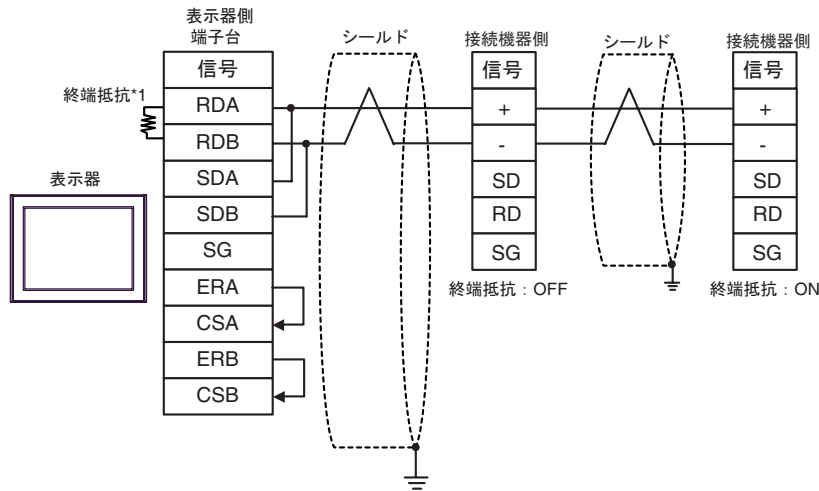 表示器側
端子台
シールド
接続機器側
シールド
接続機器側
信号
信号
信号
終端抵抗*1
RDA
+
+
RDB
-
-
表示器
SDA
SD
SD
SDB
RD
RD
SG
SG
SG
ERA
終端抵抗：OFF
終端抵抗：ON
CSA
ERB
CSB